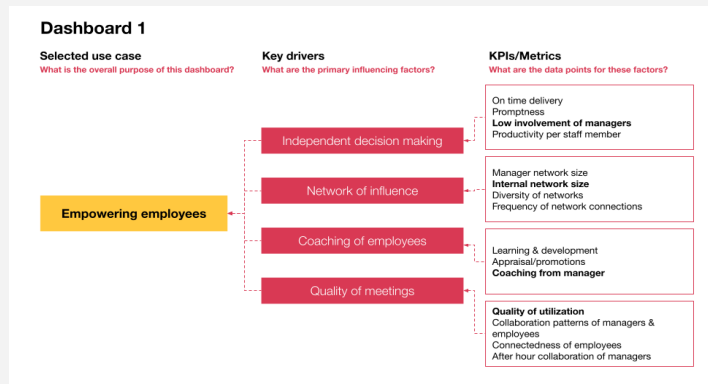 Dashboard 1
Selected use case
What is the overall purpose of this dashboard?
Key drivers
What are the primary influencing factors?
KPIs/Metrics
What are the data points for these factors?
Empowering employees
Independent decision making
Network of influence
Coaching of employees
Quality of meetings
On time delivery
Promptness
Low involvement of managers
Productivity per staff member
Manager network size
Internal network size
Diversity of networks
Frequency of network connections
Learning & development
Appraisal/promotions
Coaching from manager
Quality of utilization
Collaboration patterns of managers &
employees
Connectedness of employees
After hour collaboration of managers